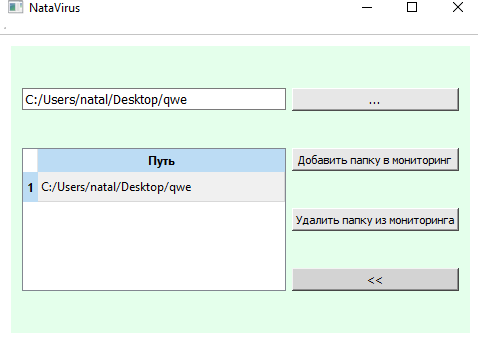 NataVirus
C:/Users/natal/Desktop/qwe
...
Путь
Добавить папку в мониторинг
1 C:/Users/natal/Desktop/qwe
Удалить папку из мониторинга
<<